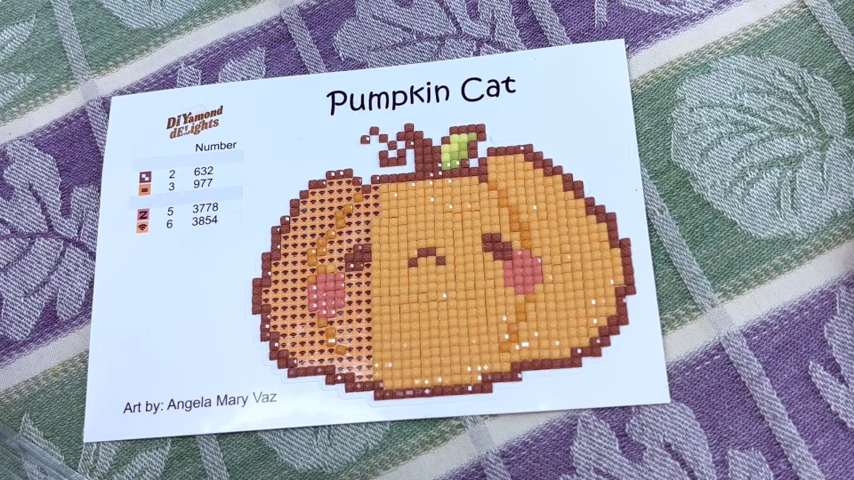 Pumpkin Cat
DiYamond
dELights
Number
2 632
3 977
5 3778
6 3854
Art by: Angela Mary Vaz